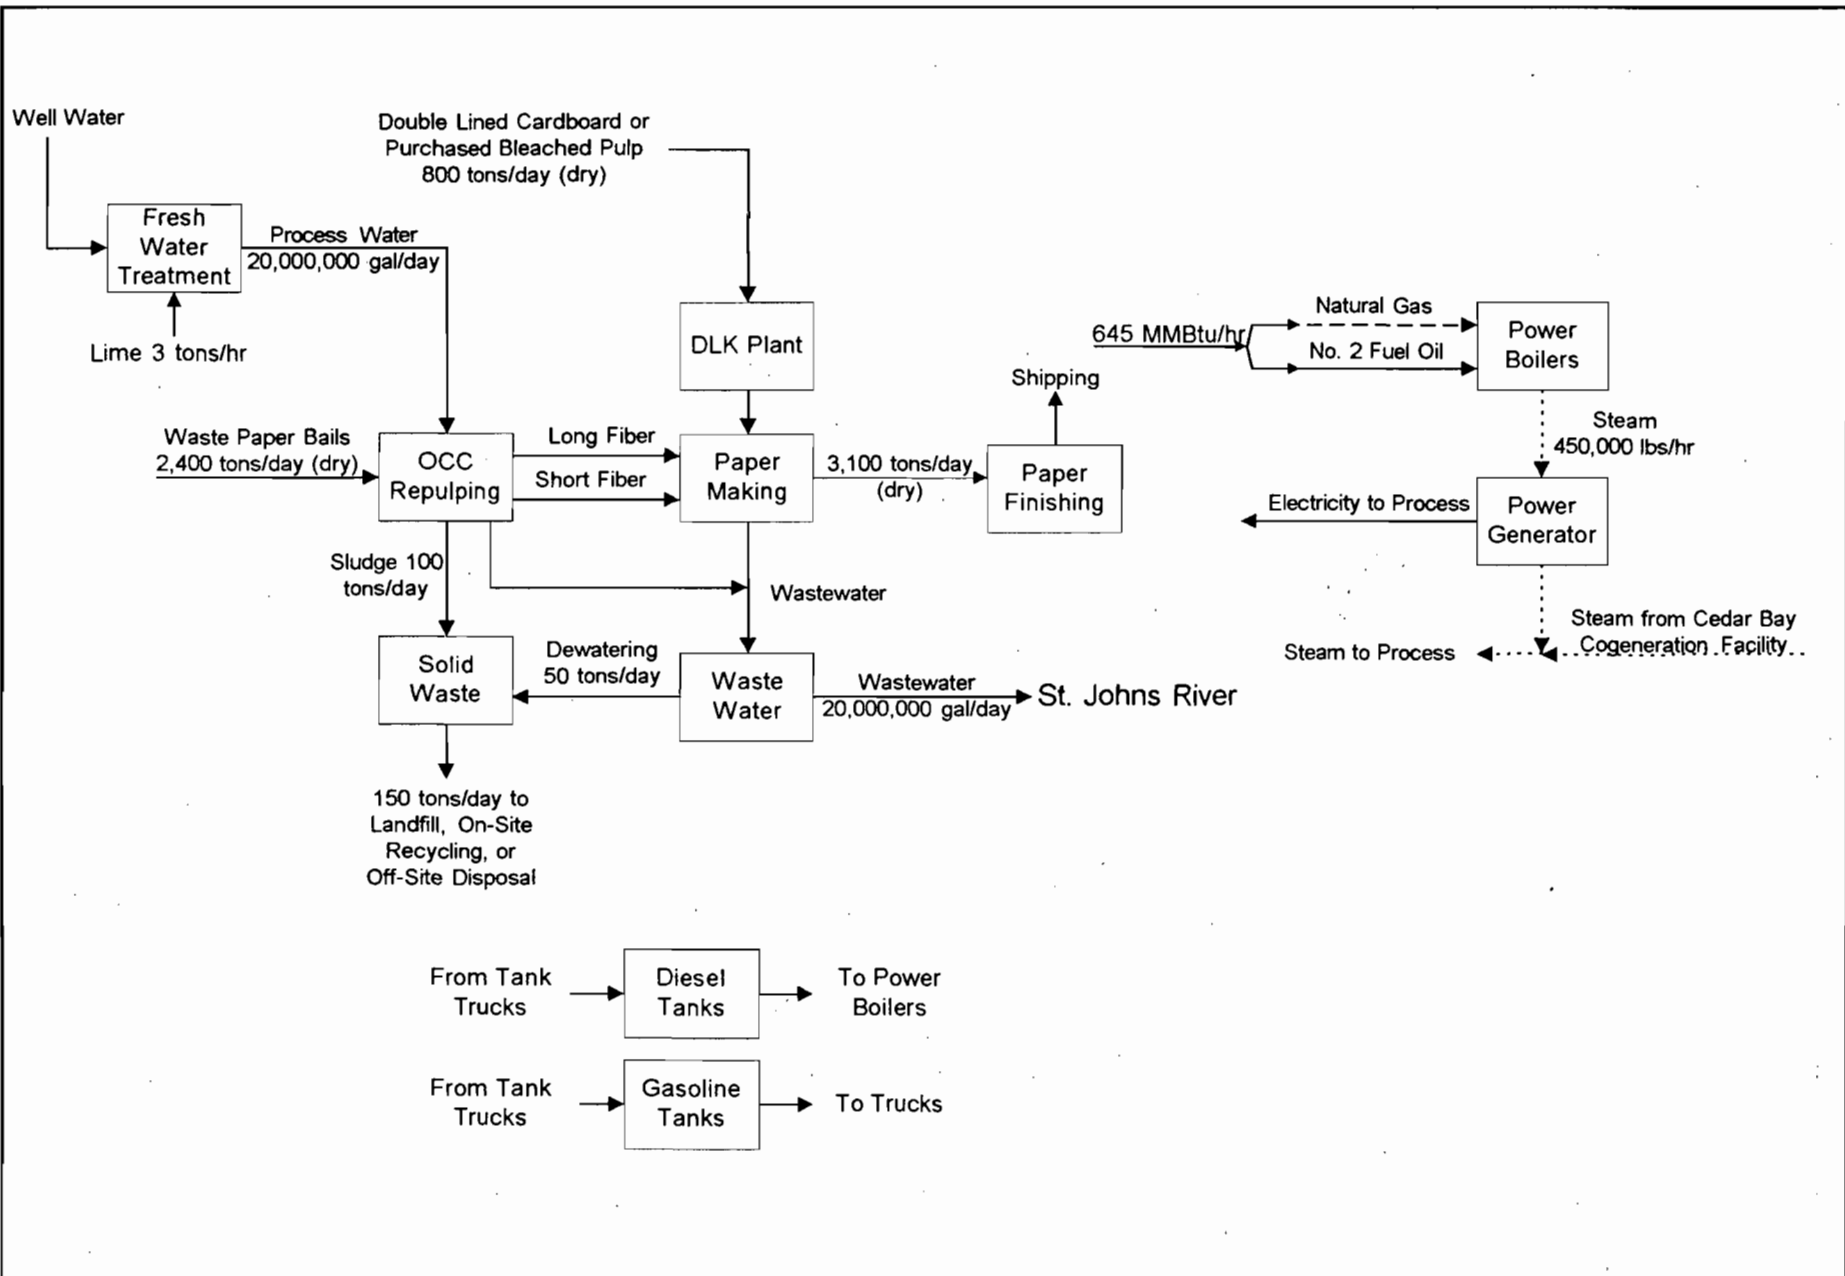 Well Water
Double Lined Cardboard or
Purchased Bleached Pulp
800 tons/day (dry)
Fresh
Water
Treatment
Process Water
20,000,000 gal/day
Lime 3 tons/hr
DLK Plant
645 MMBtu/hr
Natural Gas
No. 2 Fuel Oil
Power
Boilers
Shipping
Steam
450,000 lbs/hr
Waste Paper Bails
2,400 tons/day (dry)
OCC
Repulping
Long Fiber
Short Fiber
Paper
Making
3,100 tons/day
(dry)
Paper
Finishing
Electricity to Process
Power
Generator
Sludge 100
tons/day
Wastewater
Steam from Cedar Bay
Cogeneration Facility
Steam to Process
Solid
Waste
Dewatering
50 tons/day
Waste
Water
Wastewater
20,000,000 gal/day
St. Johns River
150 tons/day to
Landfill, On-Site
Recycling, or
Off-Site Disposal
From Tank
Trucks
Diesel
Tanks
To Power
Boilers
From Tank
Trucks
Gasoline
Tanks
To Trucks